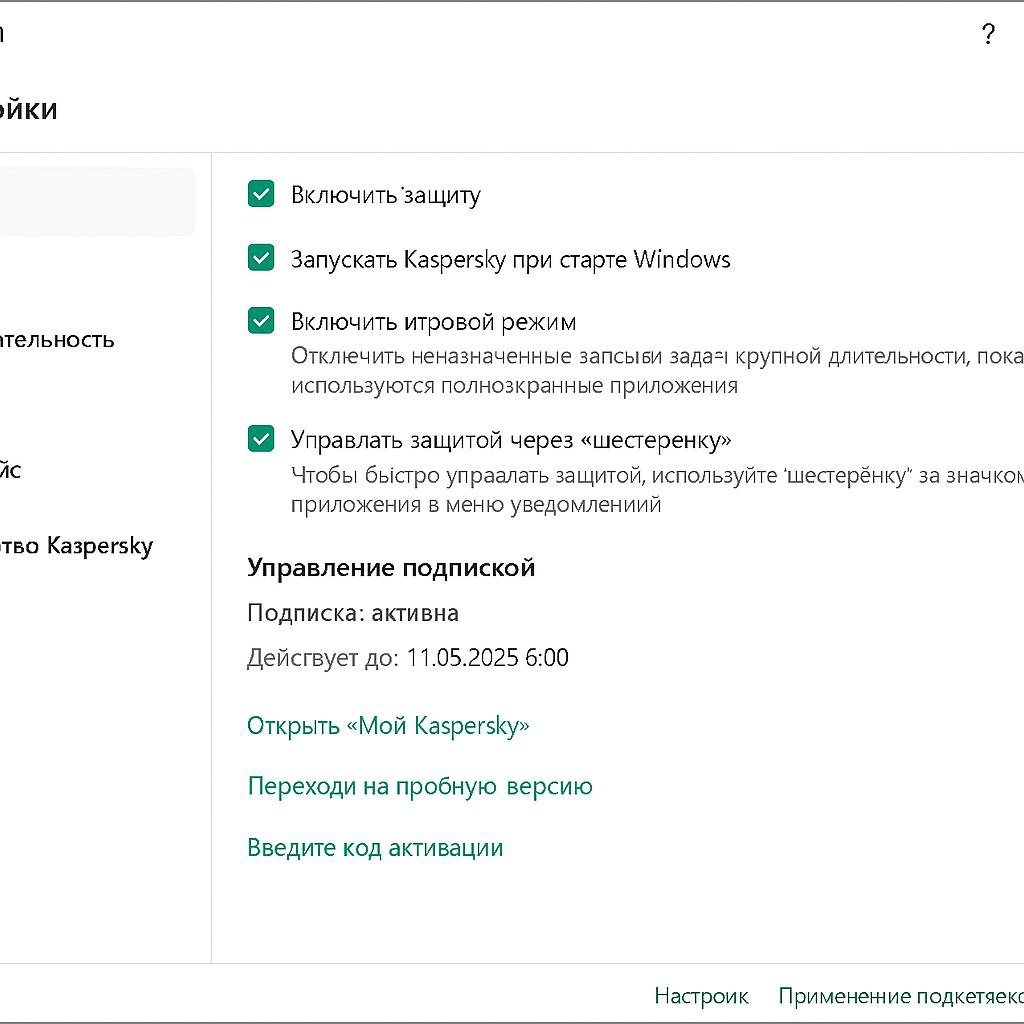 ?
ойки
Включить защиту
Запускать Kaspersky при старте Windows
ательность
Включить итровой режим
Отключить неназначенные запсыви задач крупной длительности, пока
используются полнозкранные приложения
Управлать защитой через «шестеренку»
йс
Чтобы быстро упраалать защитой, используйте "шестерёнку" за значком
приложения в меню уведомлениий
тво Kaзpersky
Управление подпиской
Подписка: активна
Дейсгвует до: 11.05.2025 6:00
Открыть «Мой Kaspersky»
Переходи на пробную версию
Введите код активации
Настроик Применение подкетяекс